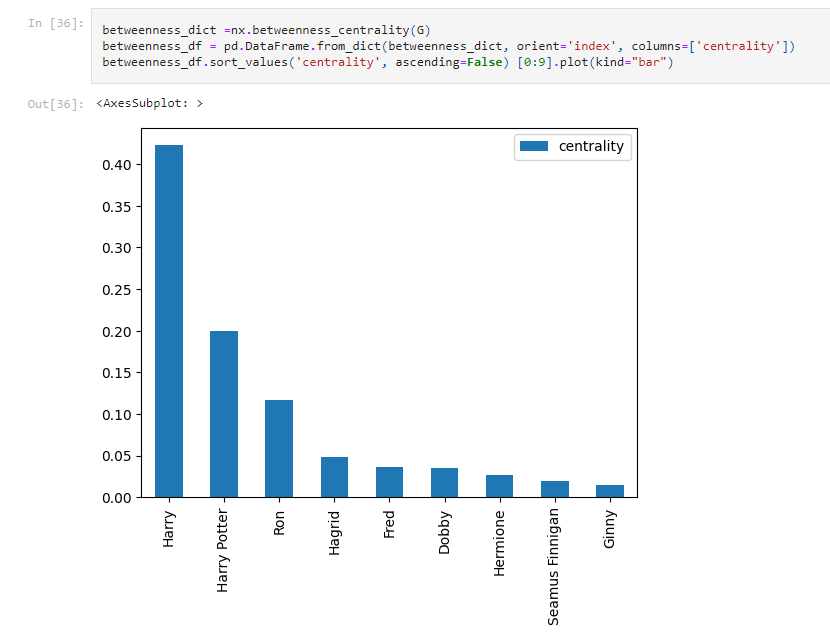 In [36]:
betweenness_dict =nx.betweenness_centrality(G)
betweenness_df = pd.DataFrame.from_dict(betweenness_dict, orient='index', columns=['centrality'])
betweenness_df.sort_values('centrality', ascending=False) [0:9].plot(kind="bar")
Out[36]: <AxesSubplot: >
centrality
0.40
0.35
0.30
0.25
0.20
0.15
0.10
0.05
0.00
Harry
Harry Potter
Ron
Hagrid
Fred
Dobby
Hermione
Seamus Finnigan
Ginny